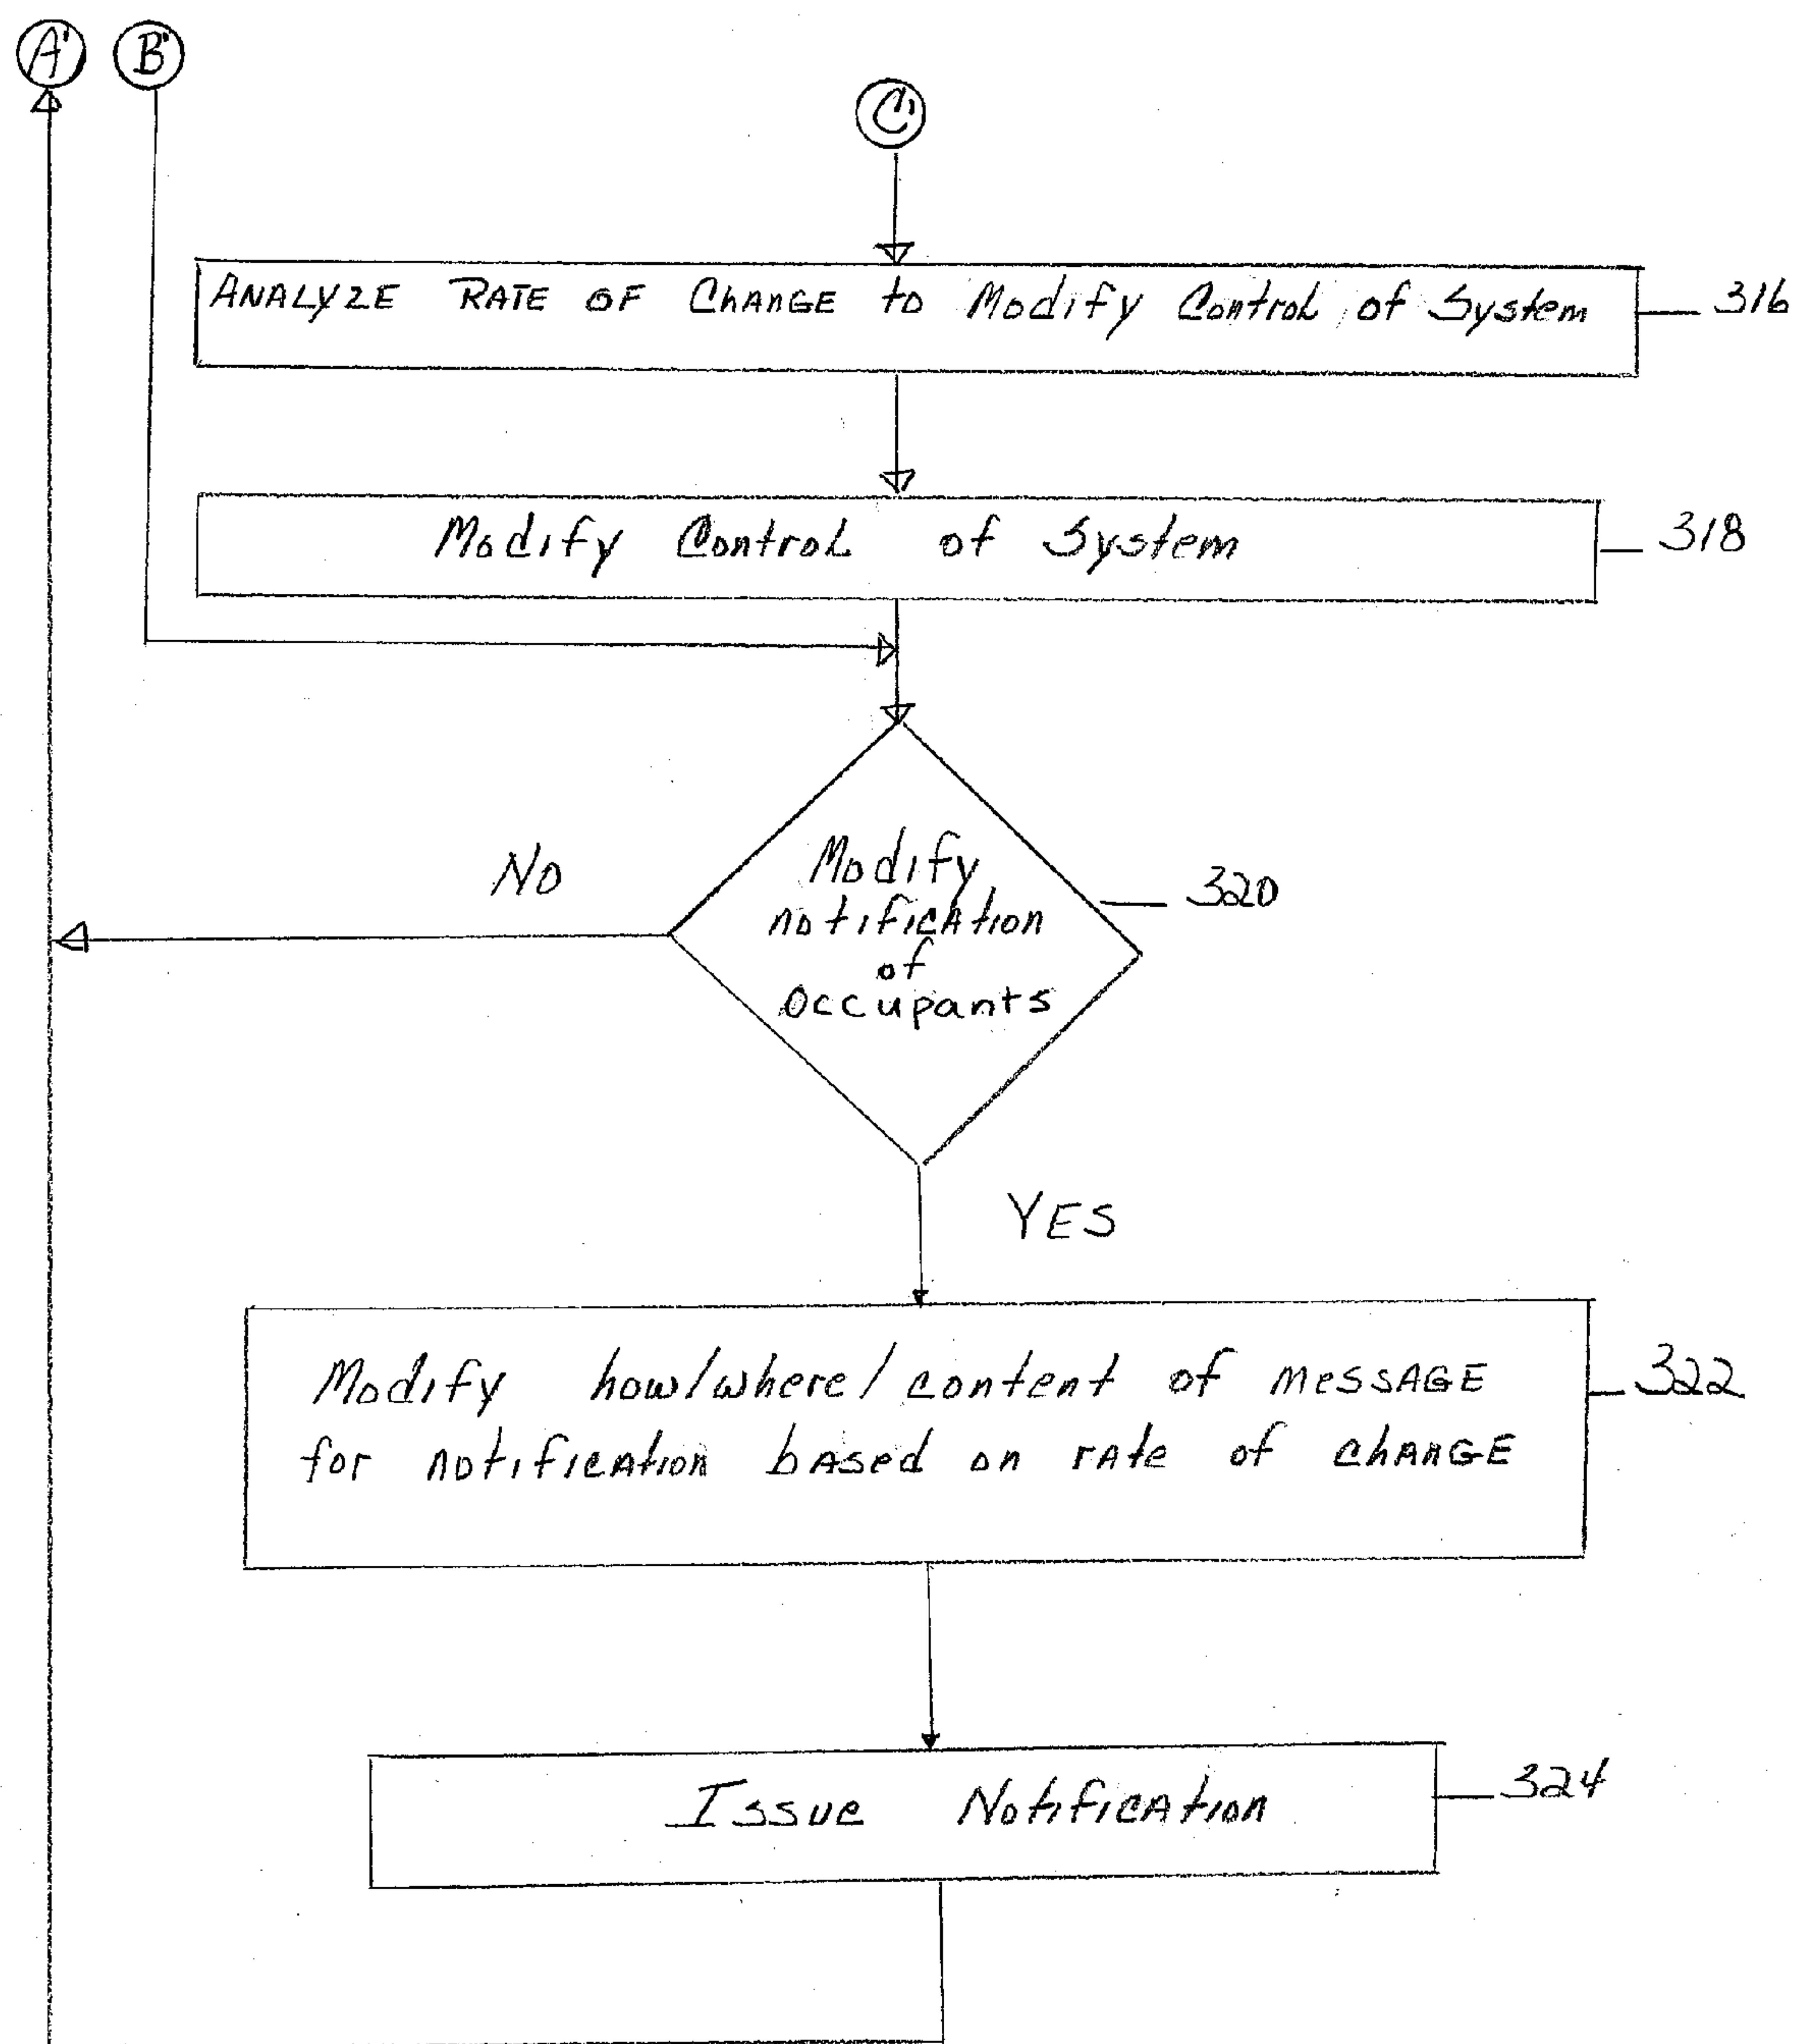 A' B'
C'
ANALYZE RATE OF ChANGE to Modify Control of System 316
Modify Control of System 318
Modify
notification
of
Occupants
320
NO
YES
Modify how/where/content of MeSSAGE
for notificAtion bASed on rAte of chANGE
322
Issue NotificAtion 324